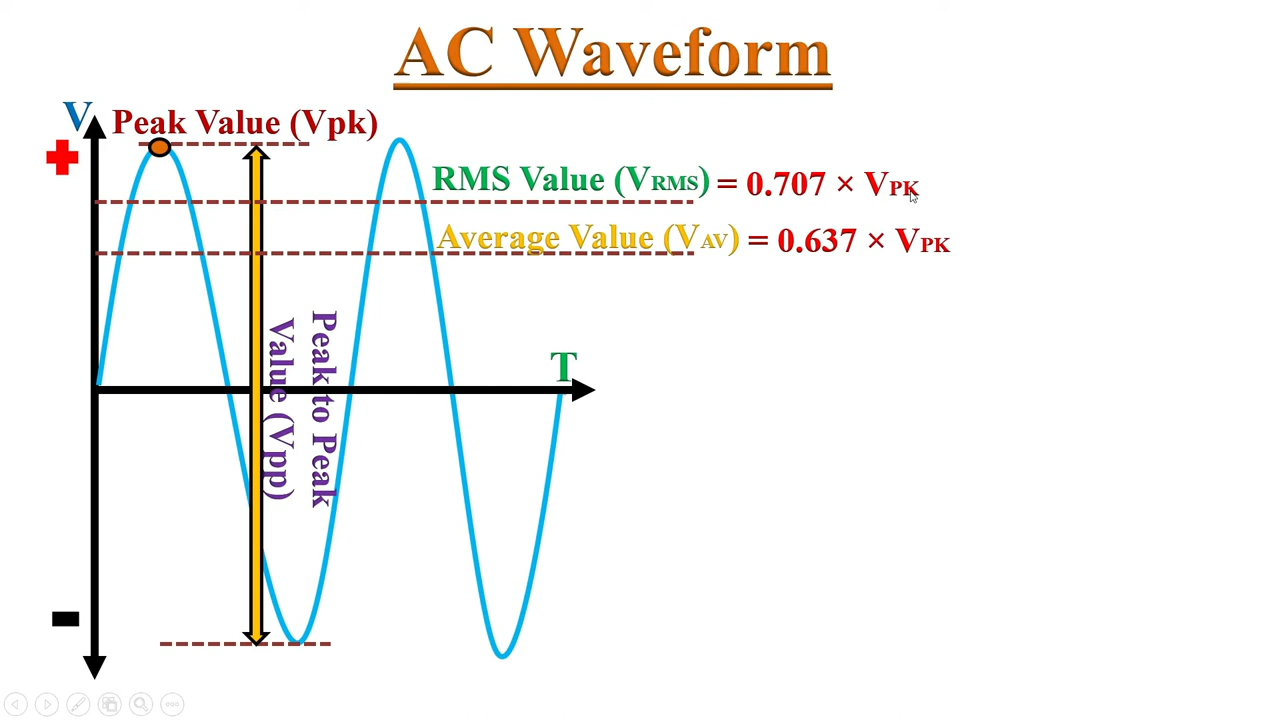 AC Waveform
V
Peak Value (Vpk)
RMS Value (VRMS) = 0.707 × VPK
Average Value (VAV) = 0.637 × VPK
Peak to Peak
Value (Vpp)
T